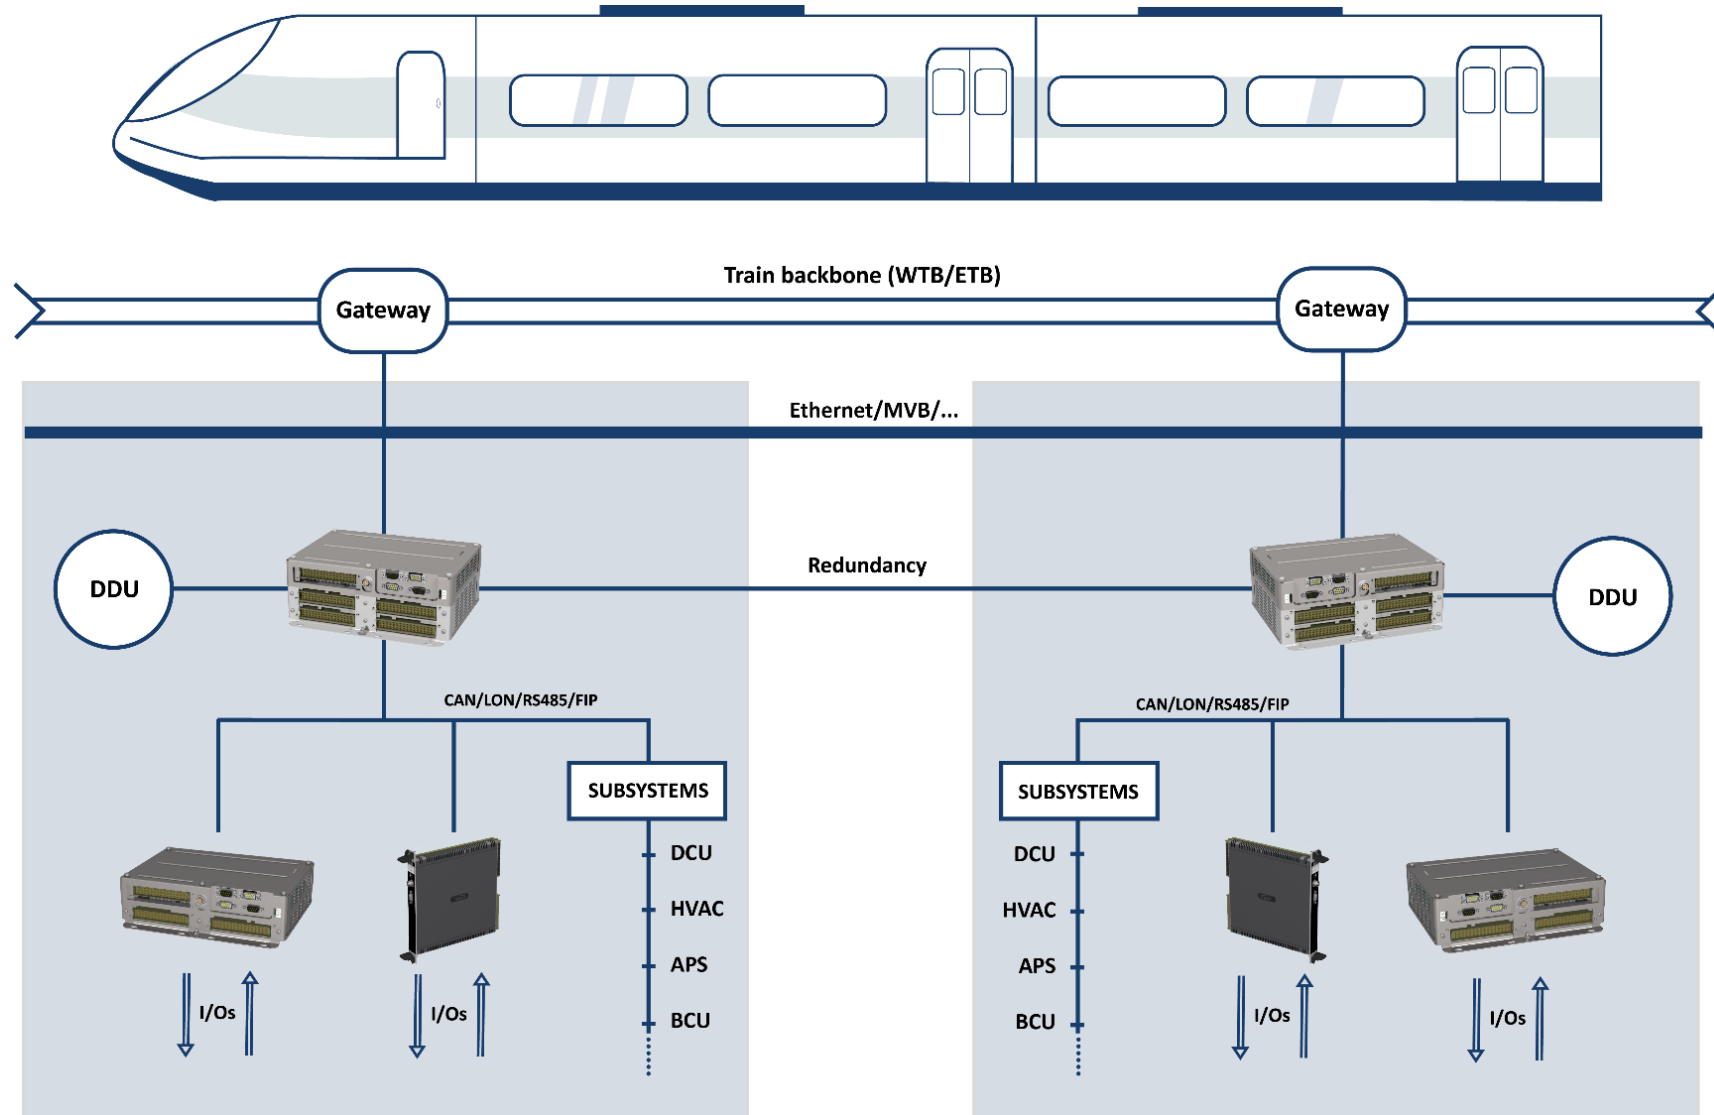 Train backbone (WTB/ETB)
Gateway
Gateway
Ethernet/MVB/...
DDU
Redundancy
DDU
CAN/LON/RS485/FIP
CAN/LON/RS485/FIP
SUBSYSTEMS
SUBSYSTEMS
DCU
HVAC
APS
BCU
DCU
HVAC
APS
BCU
I/Os
I/Os
I/Os
I/Os